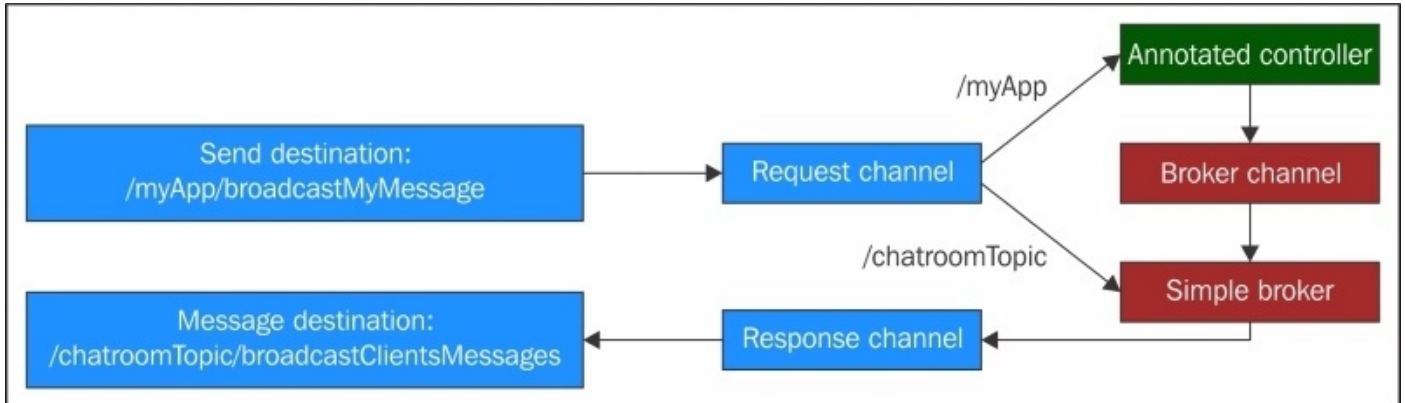 Annotated controller
/myApp
Send destination:
/myApp/broadcastMyMessage
Request channel
Broker channel
/chatroomTopic
Simple broker
Message destination:
/chatroomTopic/broadcastClientsMessages
Response channel